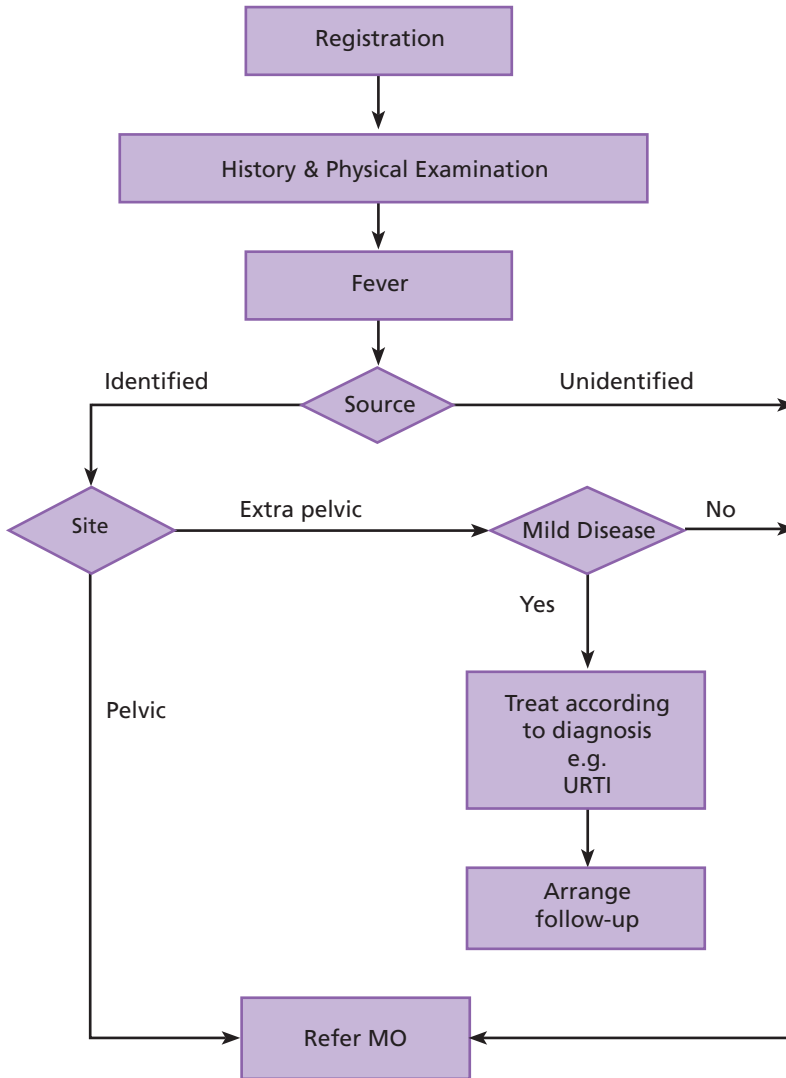 Registration
History & Physical Examination
Fever
Identified
Source
Unidentified
Site
Extra pelvic
Mild Disease
No
Yes
Pelvic
Treat according
to diagnosis
e.g.
URTI
Arrange
follow-up
Refer MO